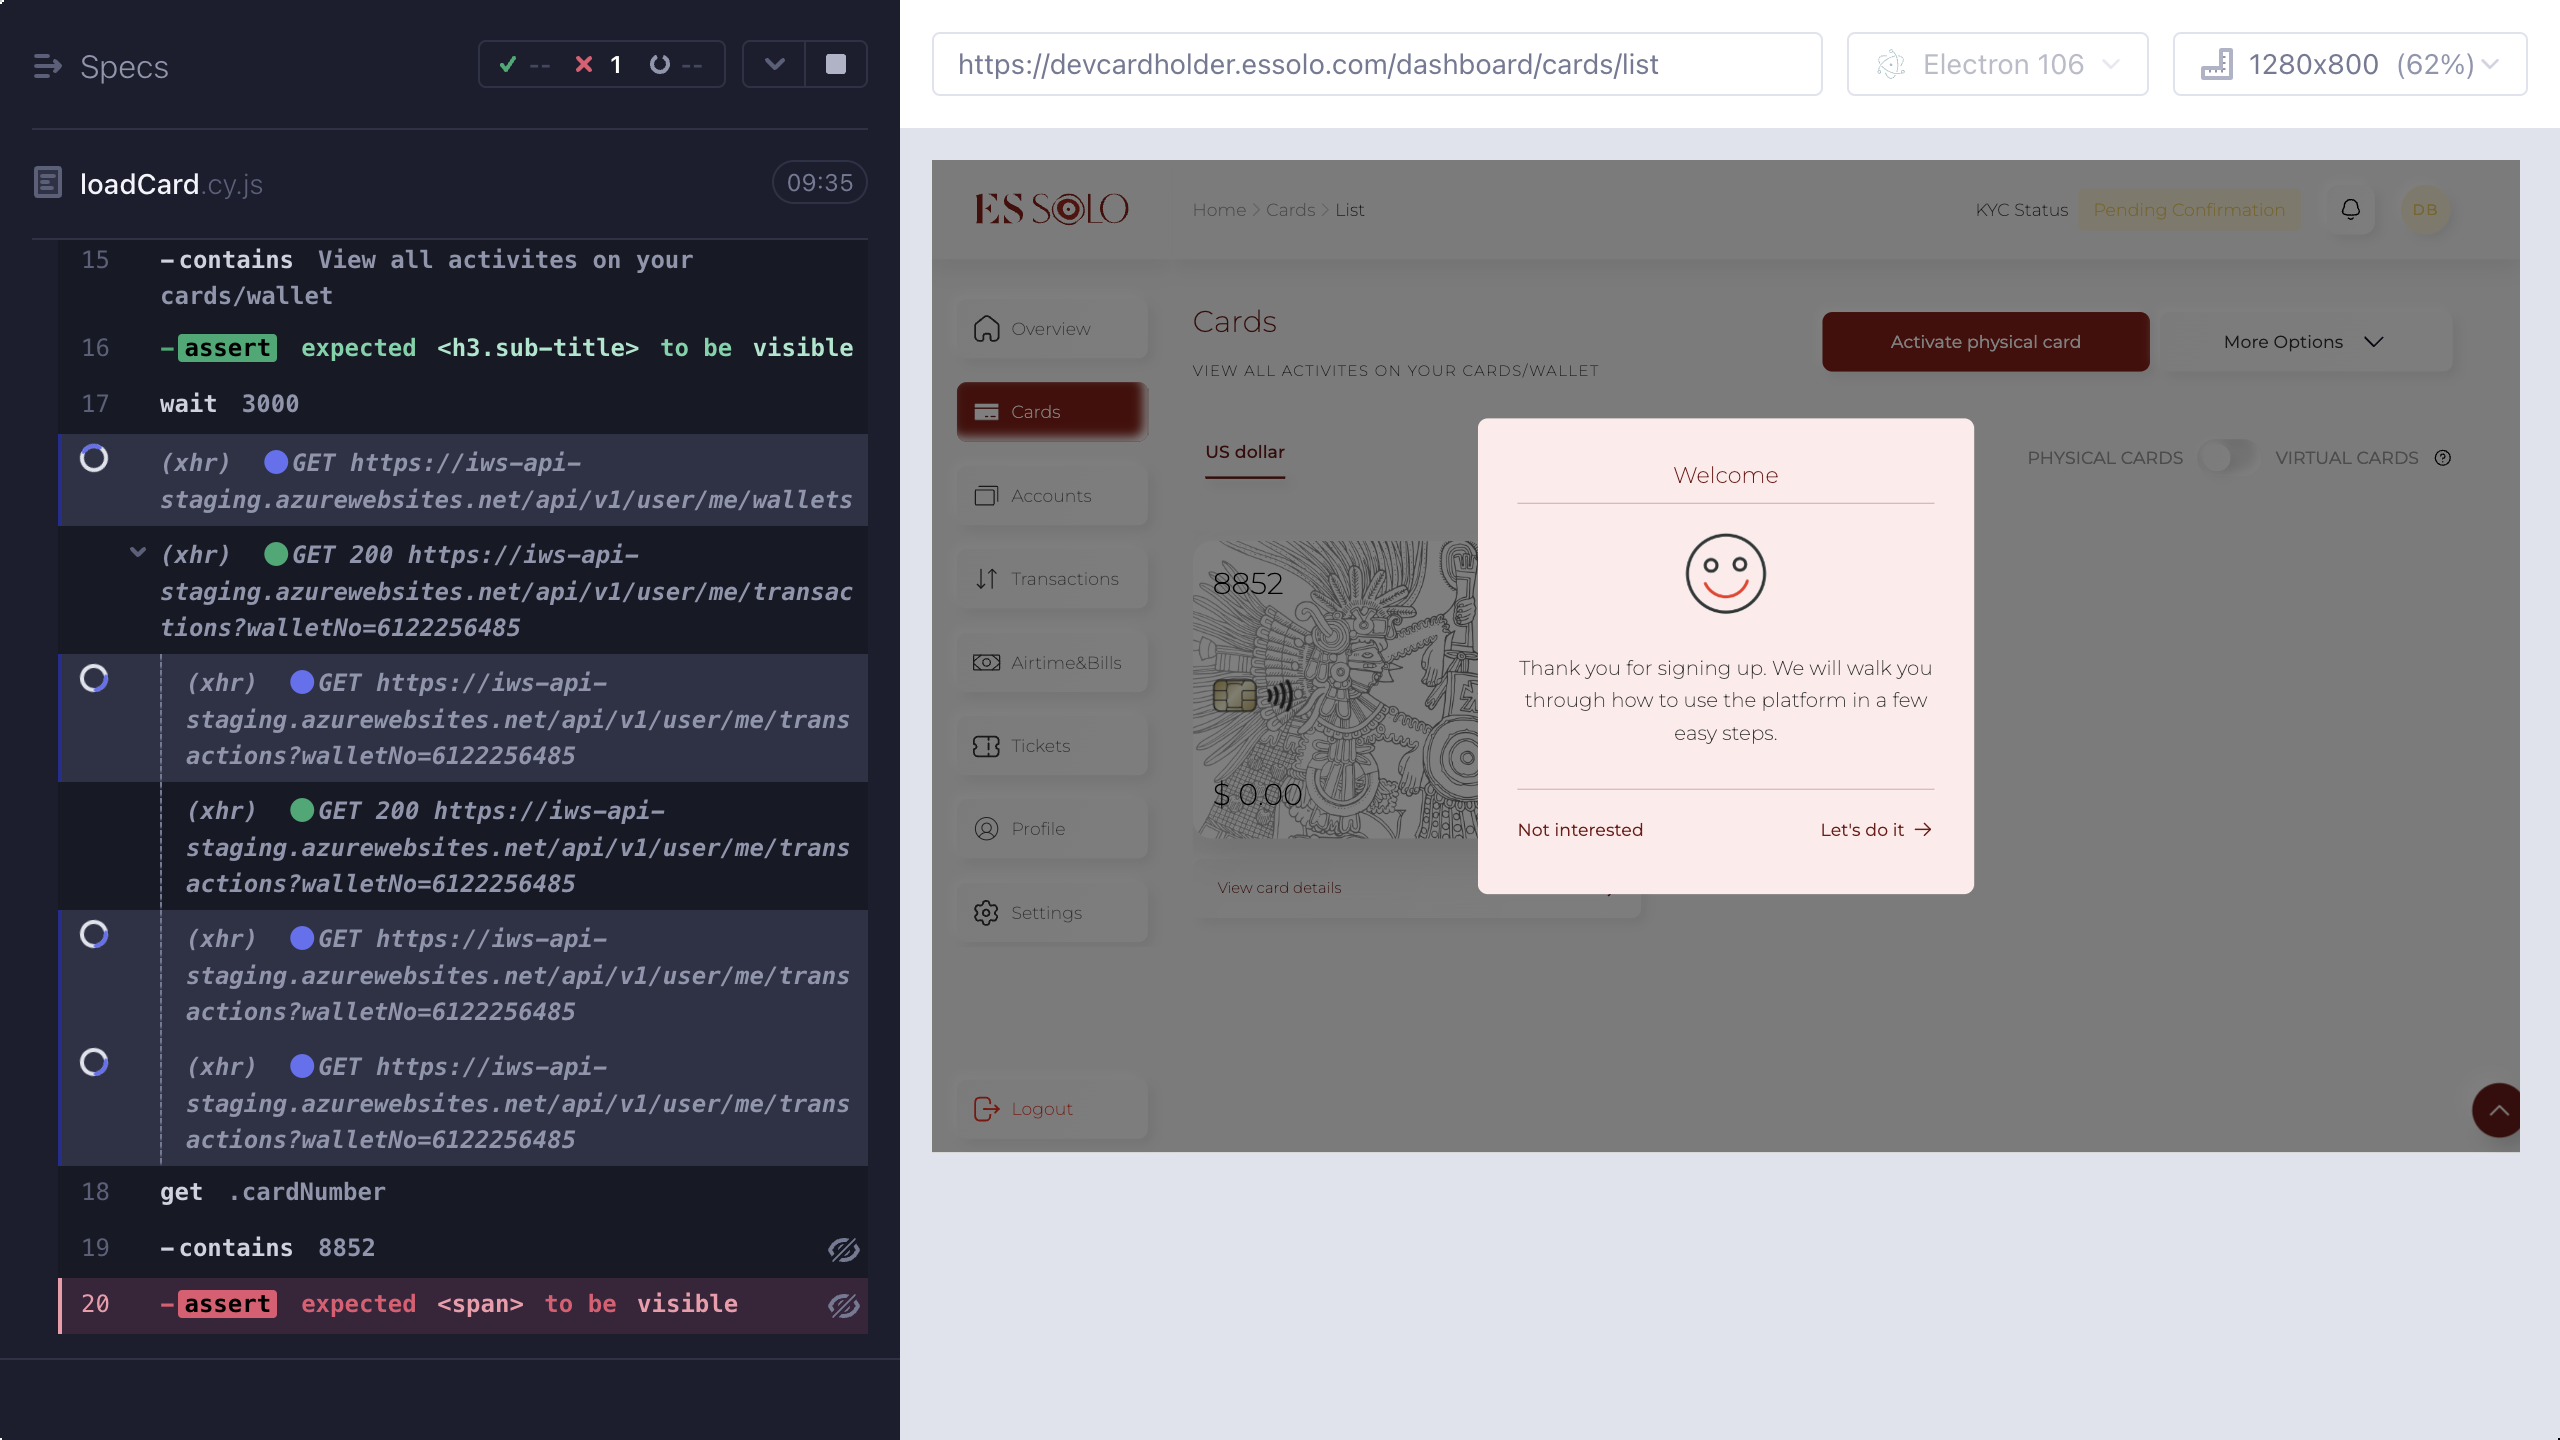 Specs
-- 1 --
loadCard.cy.js
09:35
15 -contains View all activites on your
cards/wallet
16 -assert expected <h3.sub-title> to be visible
17 wait 3000
(xhr) GET https://iws-api-
staging.azurewebsites.net/api/v1/user/me/wallets
(xhr) GET 200 https://iws-api-
staging.azurewebsites.net/api/v1/user/me/transac
tions?walletNo=6122256485
(xhr) GET https://iws-api-
staging.azurewebsites.net/api/v1/user/me/trans
actions?walletNo=6122256485
(xhr) GET 200 https://iws-api-
staging.azurewebsites.net/api/v1/user/me/trans
actions?walletNo=6122256485
(xhr) GET https://iws-api-
staging.azurewebsites.net/api/v1/user/me/trans
actions?walletNo=6122256485
(xhr) GET https://iws-api-
staging.azurewebsites.net/api/v1/user/me/trans
actions?walletNo=6122256485
18 get .cardNumber
19 -contains 8852
20 -assert expected <span> to be visible
https://devcardholder.essolo.com/dashboard/cards/list
Electron 106
1280x800 (62%)
ES SOLO
Home > Cards > List
KYC Status Pending Confirmation
DB
Overview
Cards
Accounts
Transactions
Airtime&Bills
Tickets
Profile
Settings
Logout
Cards
VIEW ALL ACTIVITES ON YOUR CARDS/WALLET
Activate physical card
More Options
US dollar
PHYSICAL CARDS
VIRTUAL CARDS
8852
$ 0.00
View card details
Welcome
Thank you for signing up. We will walk you
through how to use the platform in a few
easy steps.
Not interested
Let's do it